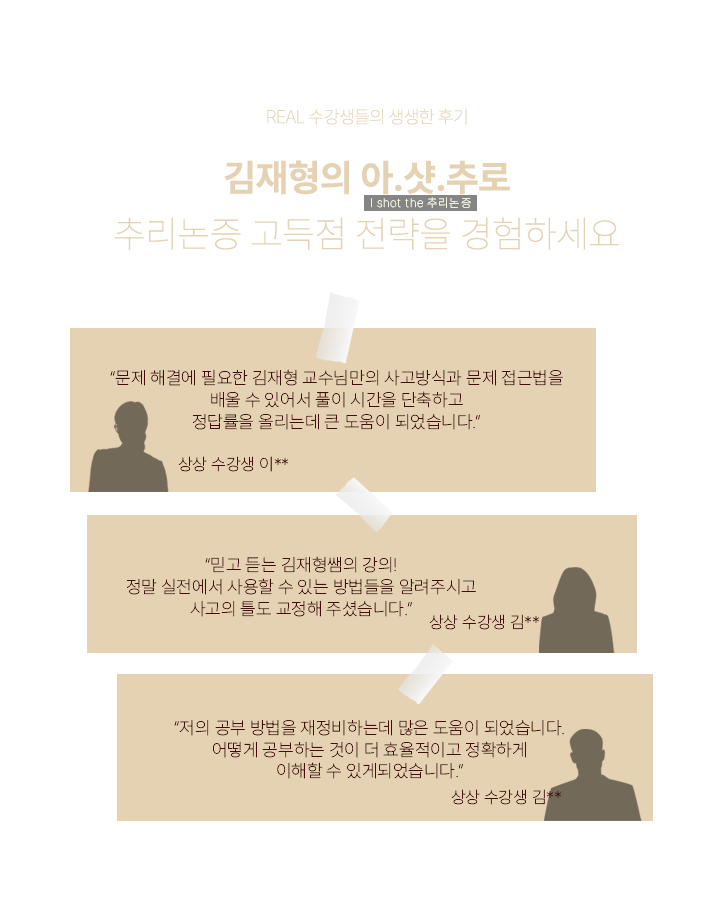 REAL 수강생들의 생생한 후기
김재형의 아.샷.추로
I shot the 추리논증
추리논증 고득점 전략을 경험하세요
“문제 해결에 필요한 김재형 교수님만의 사고방식과 문제 접근법을
배울 수 있어서 풀이 시간을 단축하고
정답률을 올리는데 큰 도움이 되었습니다.”
상상 수강생 이**
“믿고 듣는 김재형쌤의 강의!
정말 실전에서 사용할 수 있는 방법들을 알려주시고
사고의 틀도 교정해 주셨습니다.”
상상 수강생 김**
“저의 공부 방법을 재정비하는데 많은 도움이 되었습니다.
어떻게 공부하는 것이 더 효율적이고 정확하게
이해할 수 있게되었습니다.”
상상 수강생 김**